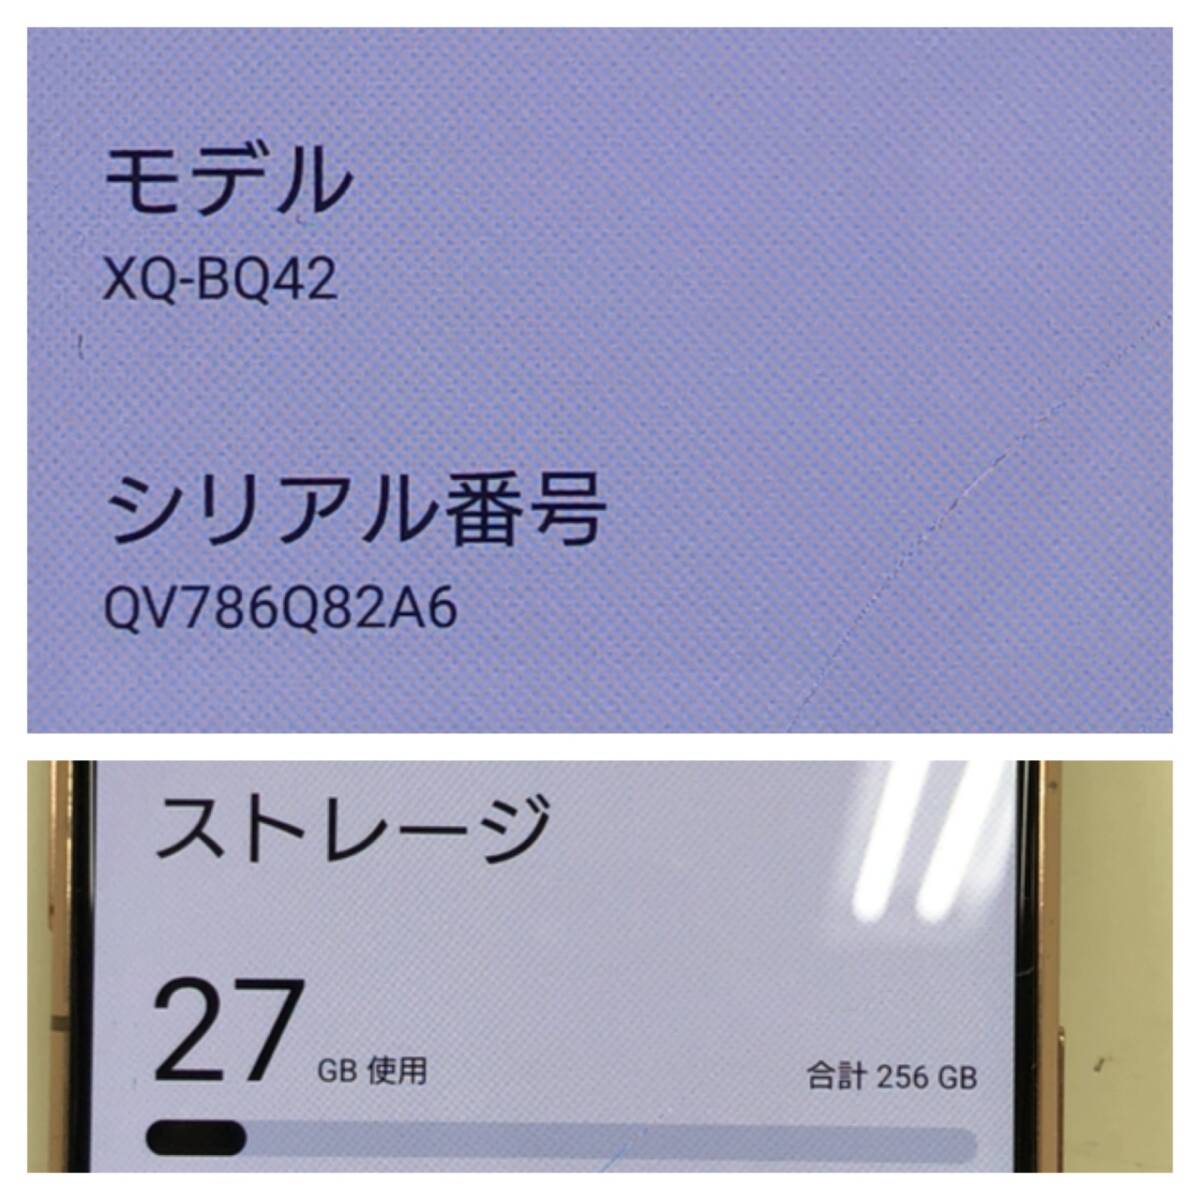 モデル
XQ-BQ42
シリアル番号
QV786Q82A6
ストレージ
27 GB 使用
合計 256 GB